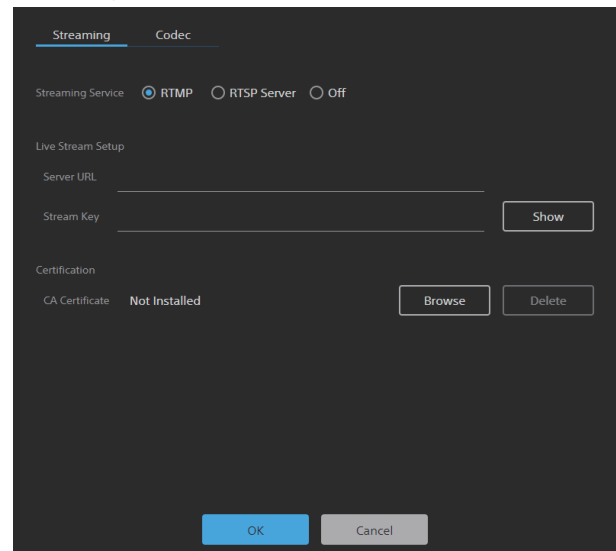 Streaming Codec
Streaming Service RTMP RTSP Server Off
Live Stream Setup
Server URL
Stream Key Show
Certification
CA Certificate Not Installed Browse Delete
OK Cancel